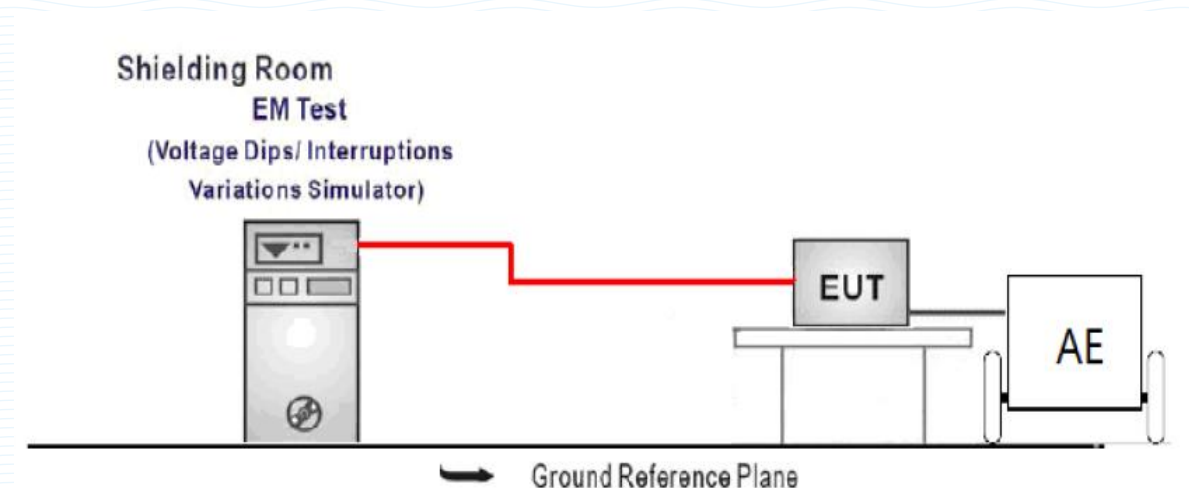 Shielding Room
EM Test
(Voltage Dips/ Interruptions
Variations Simulator)
EUT
AE
Ground Reference Plane